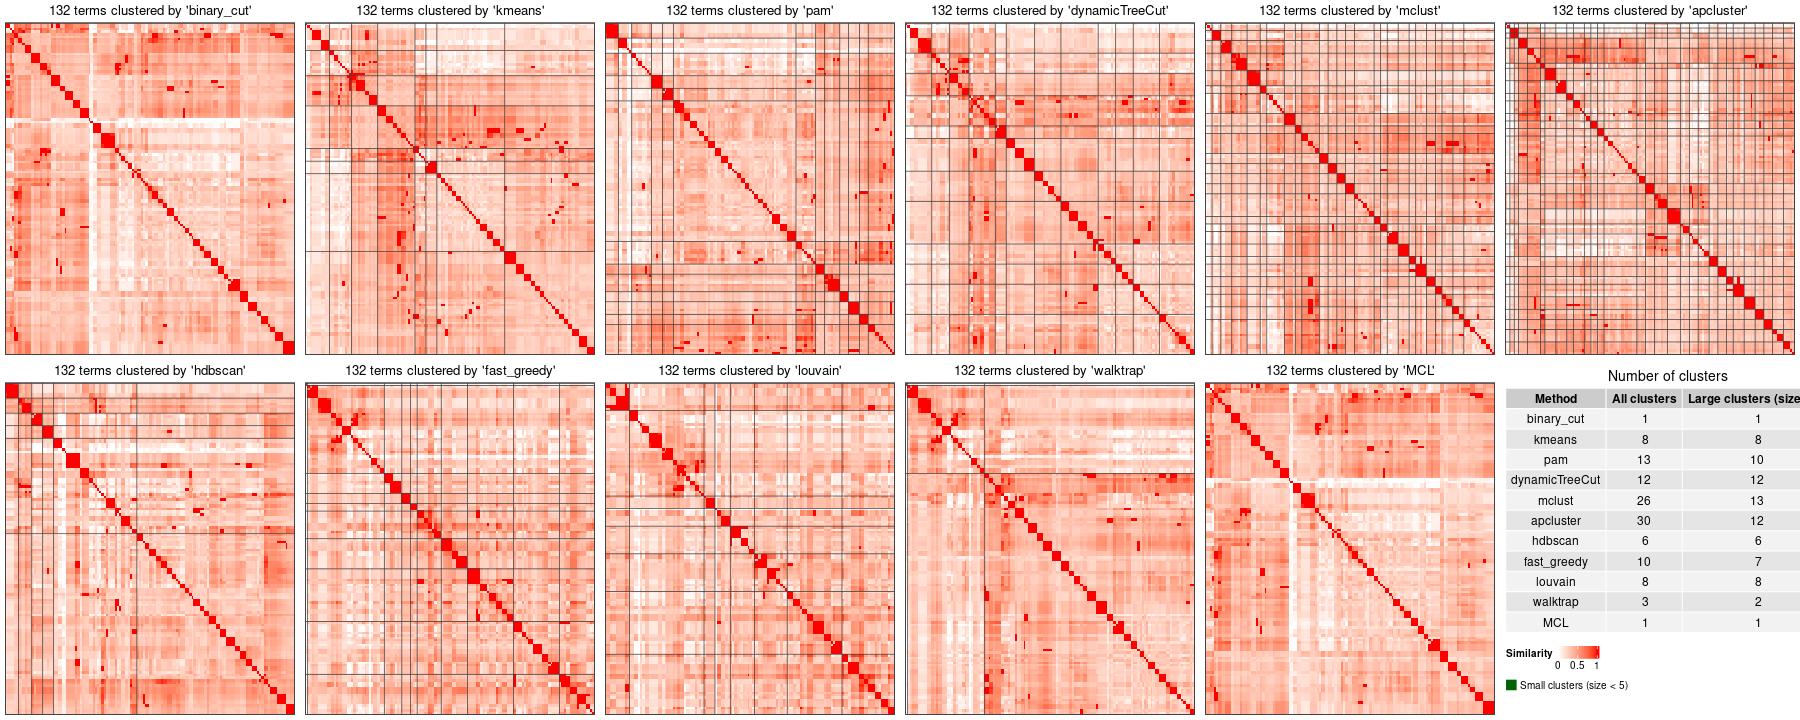 132 terms clustered by 'binary_cut'
132 terms clustered by 'kmeans'
132 terms clustered by 'pam'
132 terms clustered by 'dynamicTreeCut'
132 terms clustered by 'mclust'
132 terms clustered by 'apcluster'
132 terms clustered by 'hdbscan'
132 terms clustered by 'fast_greedy'
132 terms clustered by 'louvain'
132 terms clustered by 'walktrap'
132 terms clustered by 'MCL'
Number of clusters
Method All clusters Large clusters (size
binary_cut 1 1
kmeans 8 8
pam 13 10
dynamicTreeCut 12 12
mclust 26 13
apcluster 30 12
hdbscan 6 6
fast_greedy 10 7
louvain 8 8
walktrap 3 2
MCL 1 1
Similarity
0 0.5 1
Small clusters (size < 5)